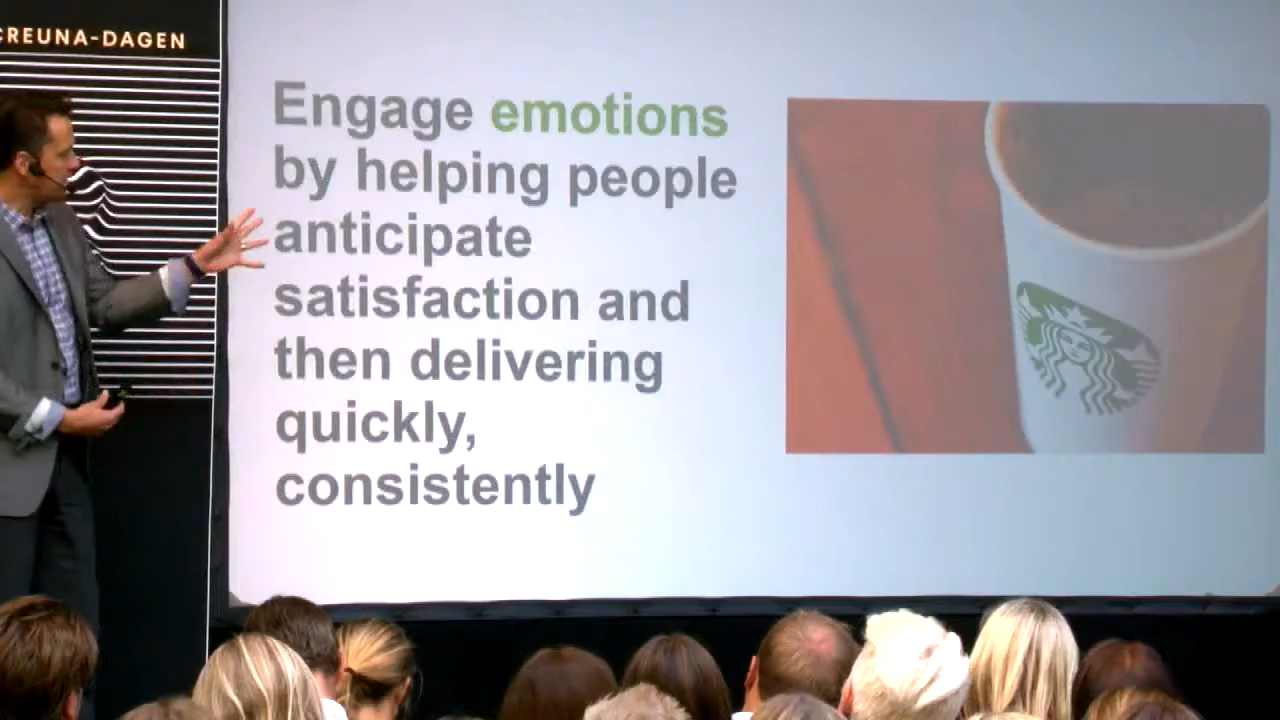 CREUNA-DAGEN
Engage emotions
by helping people
anticipate
satisfaction and
then delivering
quickly,
consistently